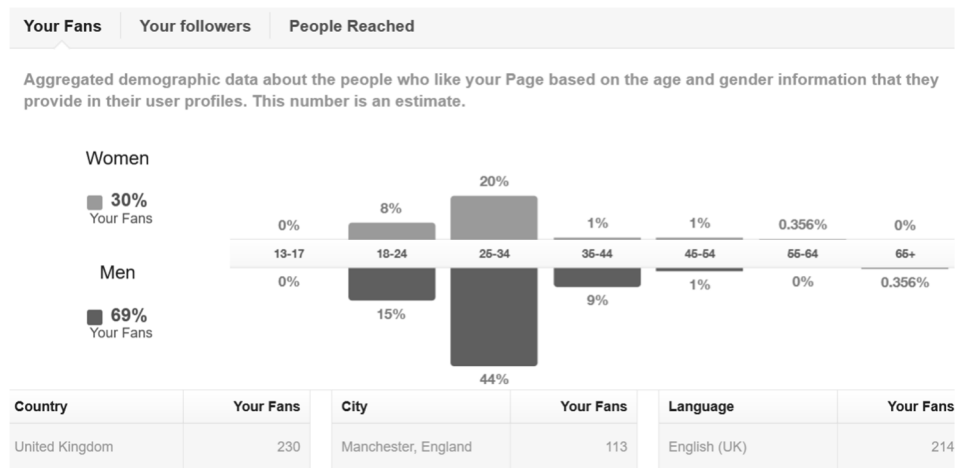 Your Fans Your followers People Reached
Aggregated demographic data about the people who like your Page based on the age and gender information that they
provide in their user profiles. This number is an estimate.
Women
30%
Your Fans
0% 8% 20% 1% 1% 0.356% 0%
13-17 18-24 25-34 35-44 45-54 55-64 65+
Men
69%
Your Fans
0% 15% 44% 9% 1% 0% 0.356%
Country Your Fans City Your Fans Language Your Fans
United Kingdom 230 Manchester, England 113 English (UK) 214